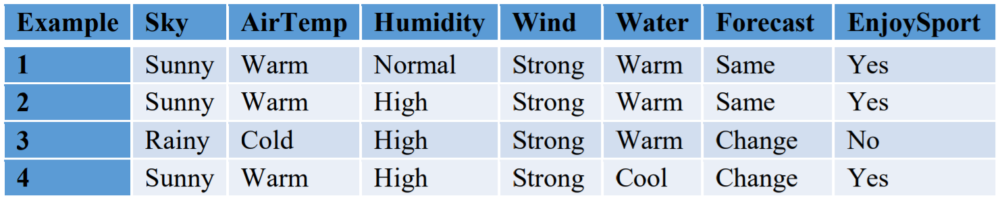 Example Sky AirTemp Humidity Wind Water Forecast EnjoySport
1 Sunny Warm Normal Strong Warm Same Yes
2 Sunny Warm High Strong Warm Same Yes
3 Rainy Cold High Strong Warm Change No
4 Sunny Warm High Strong Cool Change Yes